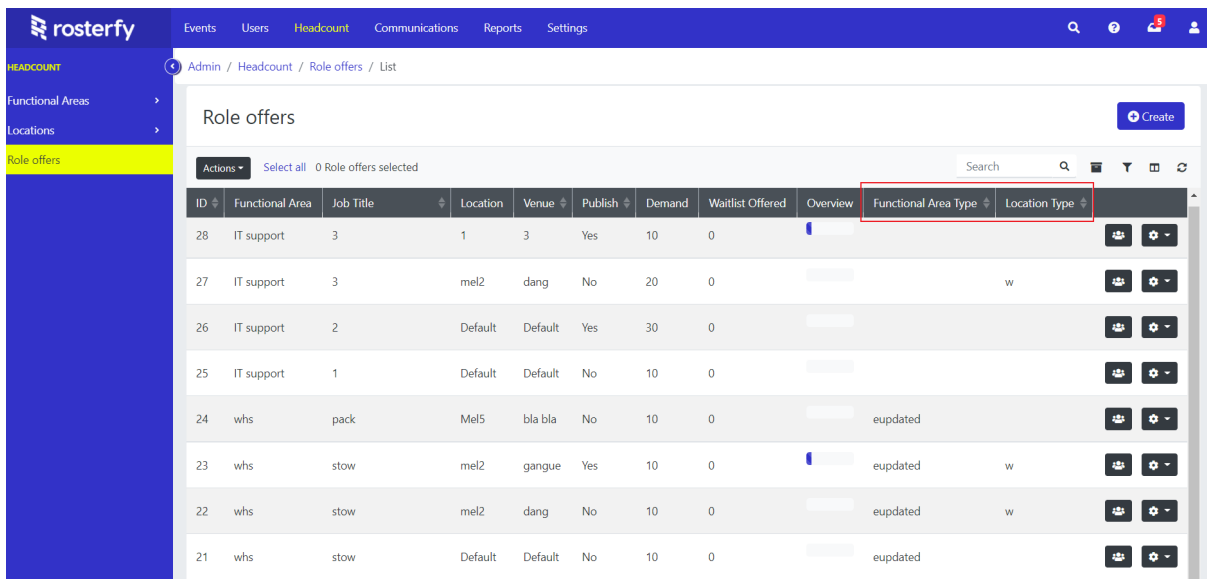 rosterfy Events Users Headcount Communications Reports Settings 5
HEADCOUNT Admin / Headcount / Role offers / List
Functional Areas
Locations
Role offers
Role offers Create
Actions Select all 0 Role offers selected Search
ID Functional Area Job Title Location Venue Publish Demand Waitlist Offered Overview Functional Area Type Location Type
28 IT support 3 1 3 Yes 10 0
27 IT support 3 mel2 dang No 20 0 w
26 IT support 2 Default Default Yes 30 0
25 IT support 1 Default Default No 10 0
24 whs pack Mel5 bla bla No 10 0 eupdated
23 whs stow mel2 gangue Yes 10 0 eupdated w
22 whs stow mel2 dang No 10 0 eupdated w
21 whs stow Default Default No 10 0 eupdated